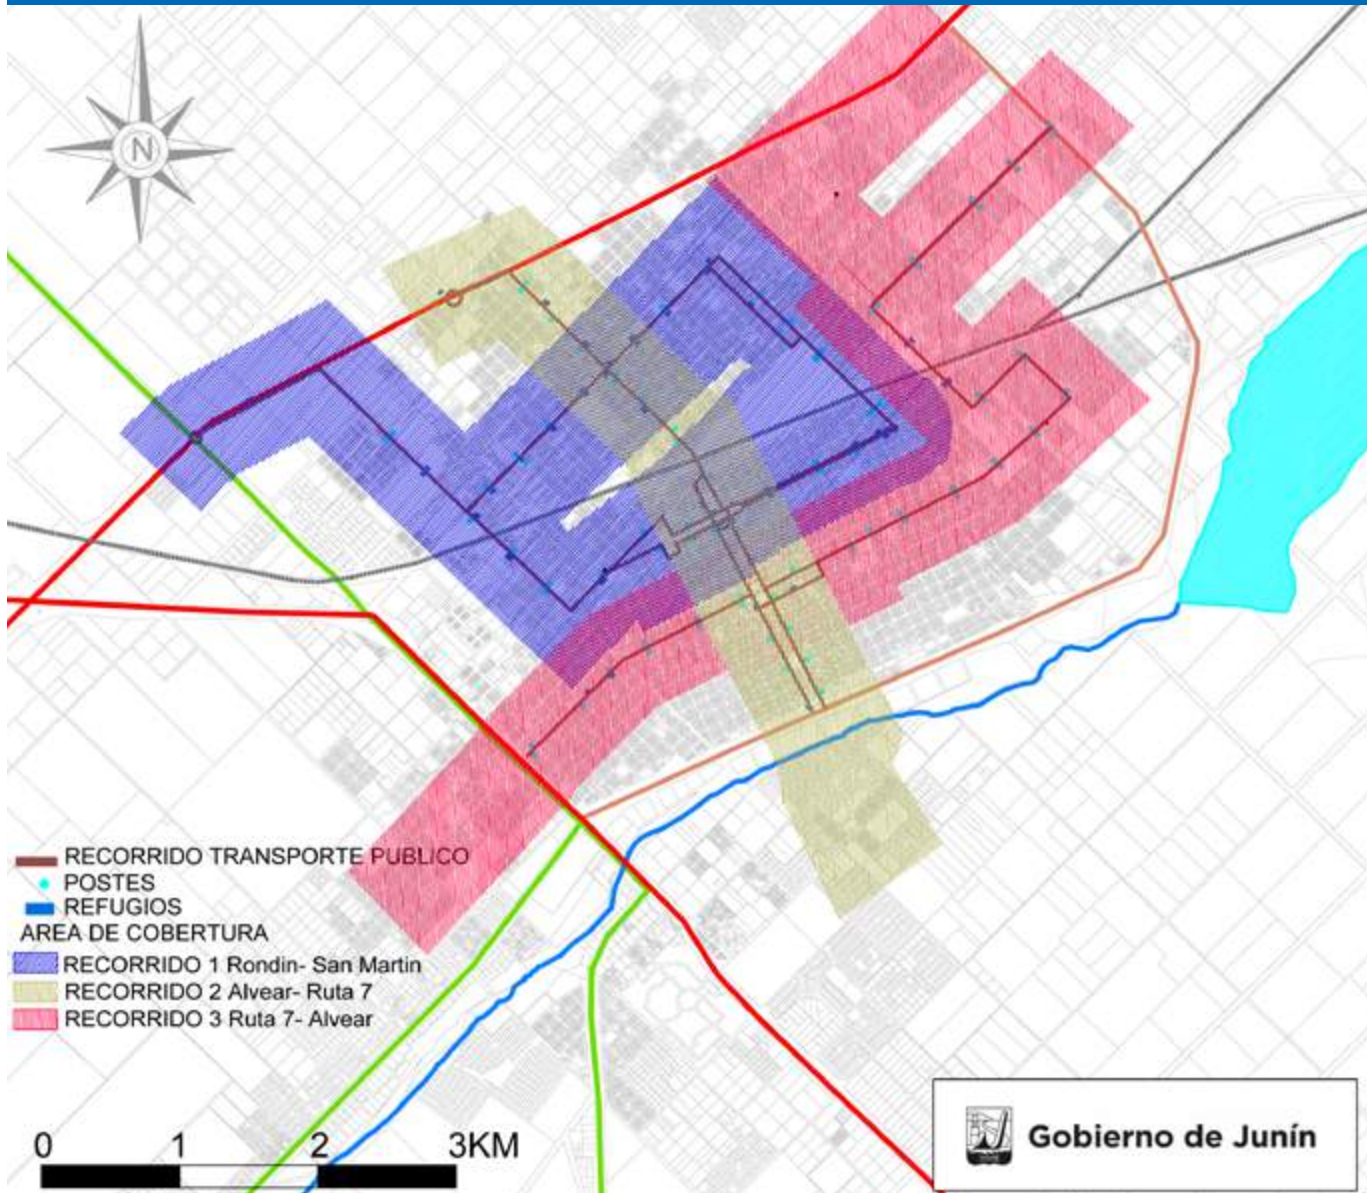 N
RECORRIDO TRANSPORTE PUBLICO
POSTES
REFUGIOS
AREA DE COBERTURA
RECORRIDO 1 Rondin- San Martin
RECORRIDO 2 Alvear- Ruta 7
RECORRIDO 3 Ruta 7- Alvear
0 1 2 3KM
Gobierno de Junín